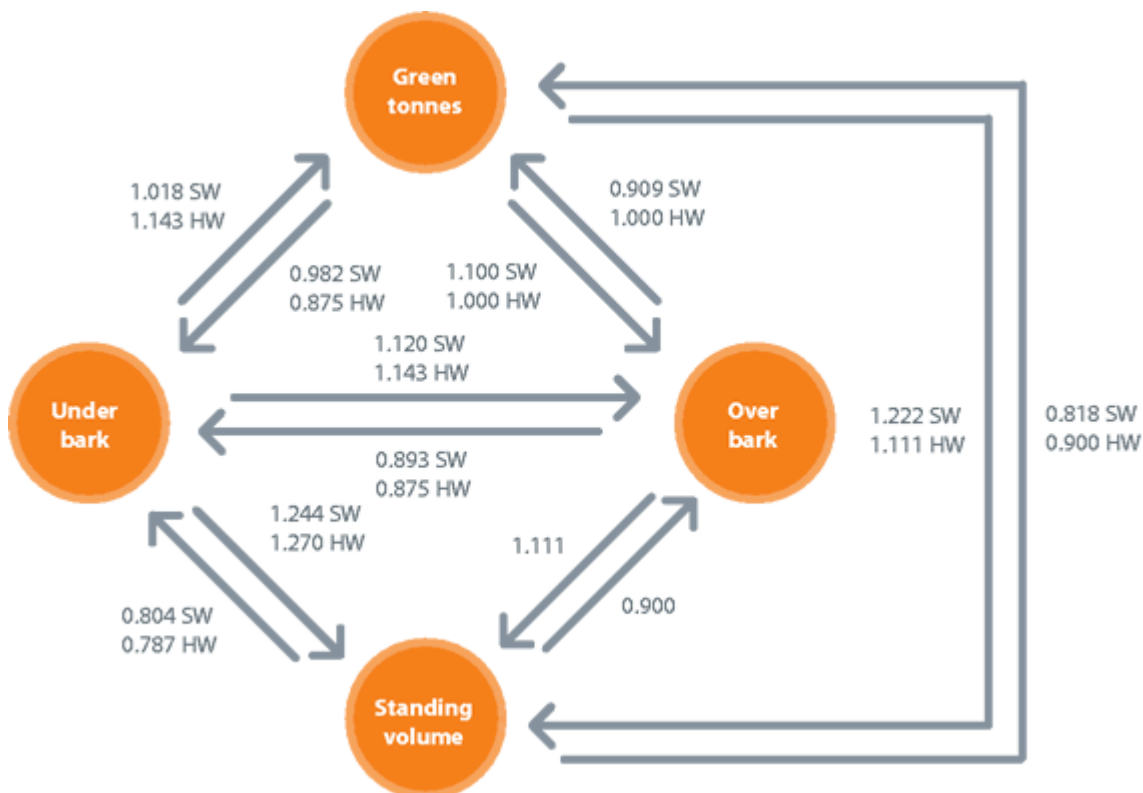 Green
tonnes
1.018 SW
1.143 HW
0.909 SW
1.000 HW
0.982 SW
0.875 HW
1.100 SW
1.000 HW
1.120 SW
1.143 HW
Under
bark
Over
bark
1.222 SW
1.111 HW
0.818 SW
0.900 HW
0.893 SW
0.875 HW
1.244 SW
1.270 HW
1.111
0.900
0.804 SW
0.787 HW
Standing
volume